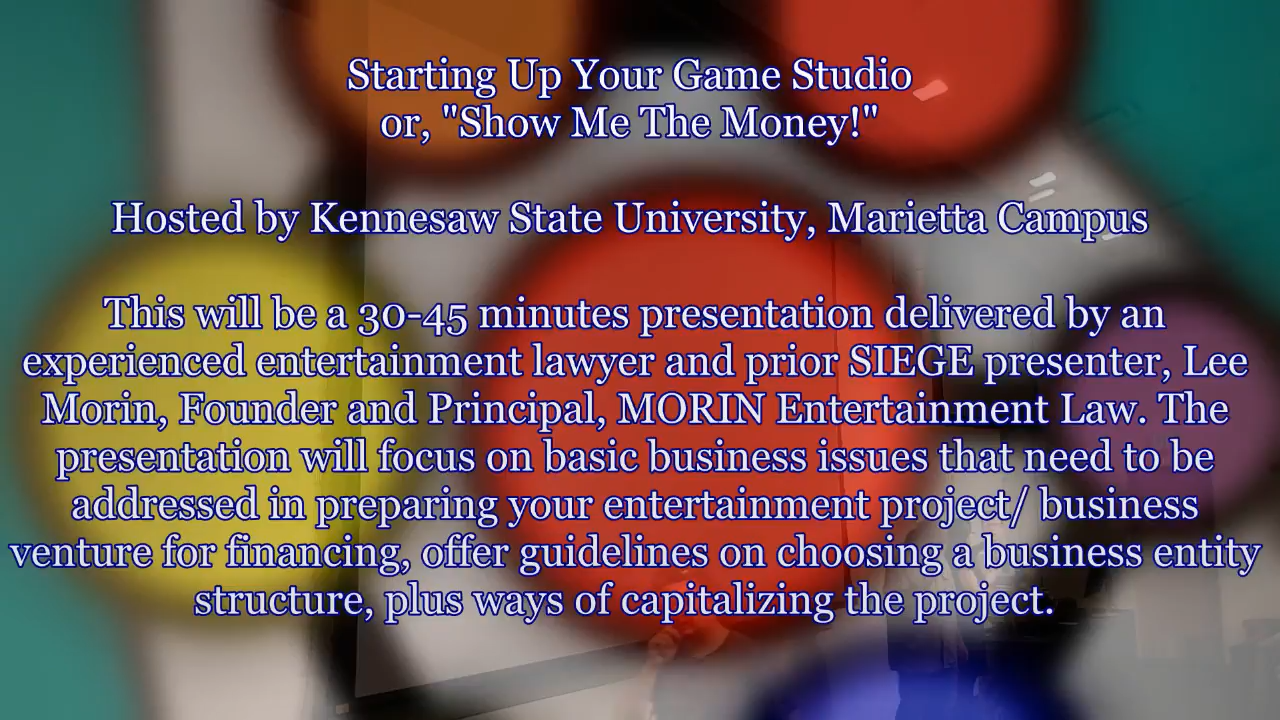 Starting Up Your Game Studio
or, "Show Me The Money!"
Hosted by Kennesaw State University, Marietta Campus
This will be a 30-45 minutes presentation delivered by an
experienced entertainment lawyer and prior SIEGE presenter, Lee
Morin, Founder and Principal, MORIN Entertainment Law. The
presentation will focus on basic business issues that need to be
addressed in preparing your entertainment project/ business
venture for financing, offer guidelines on choosing a business entity
structure, plus ways of capitalizing the project.